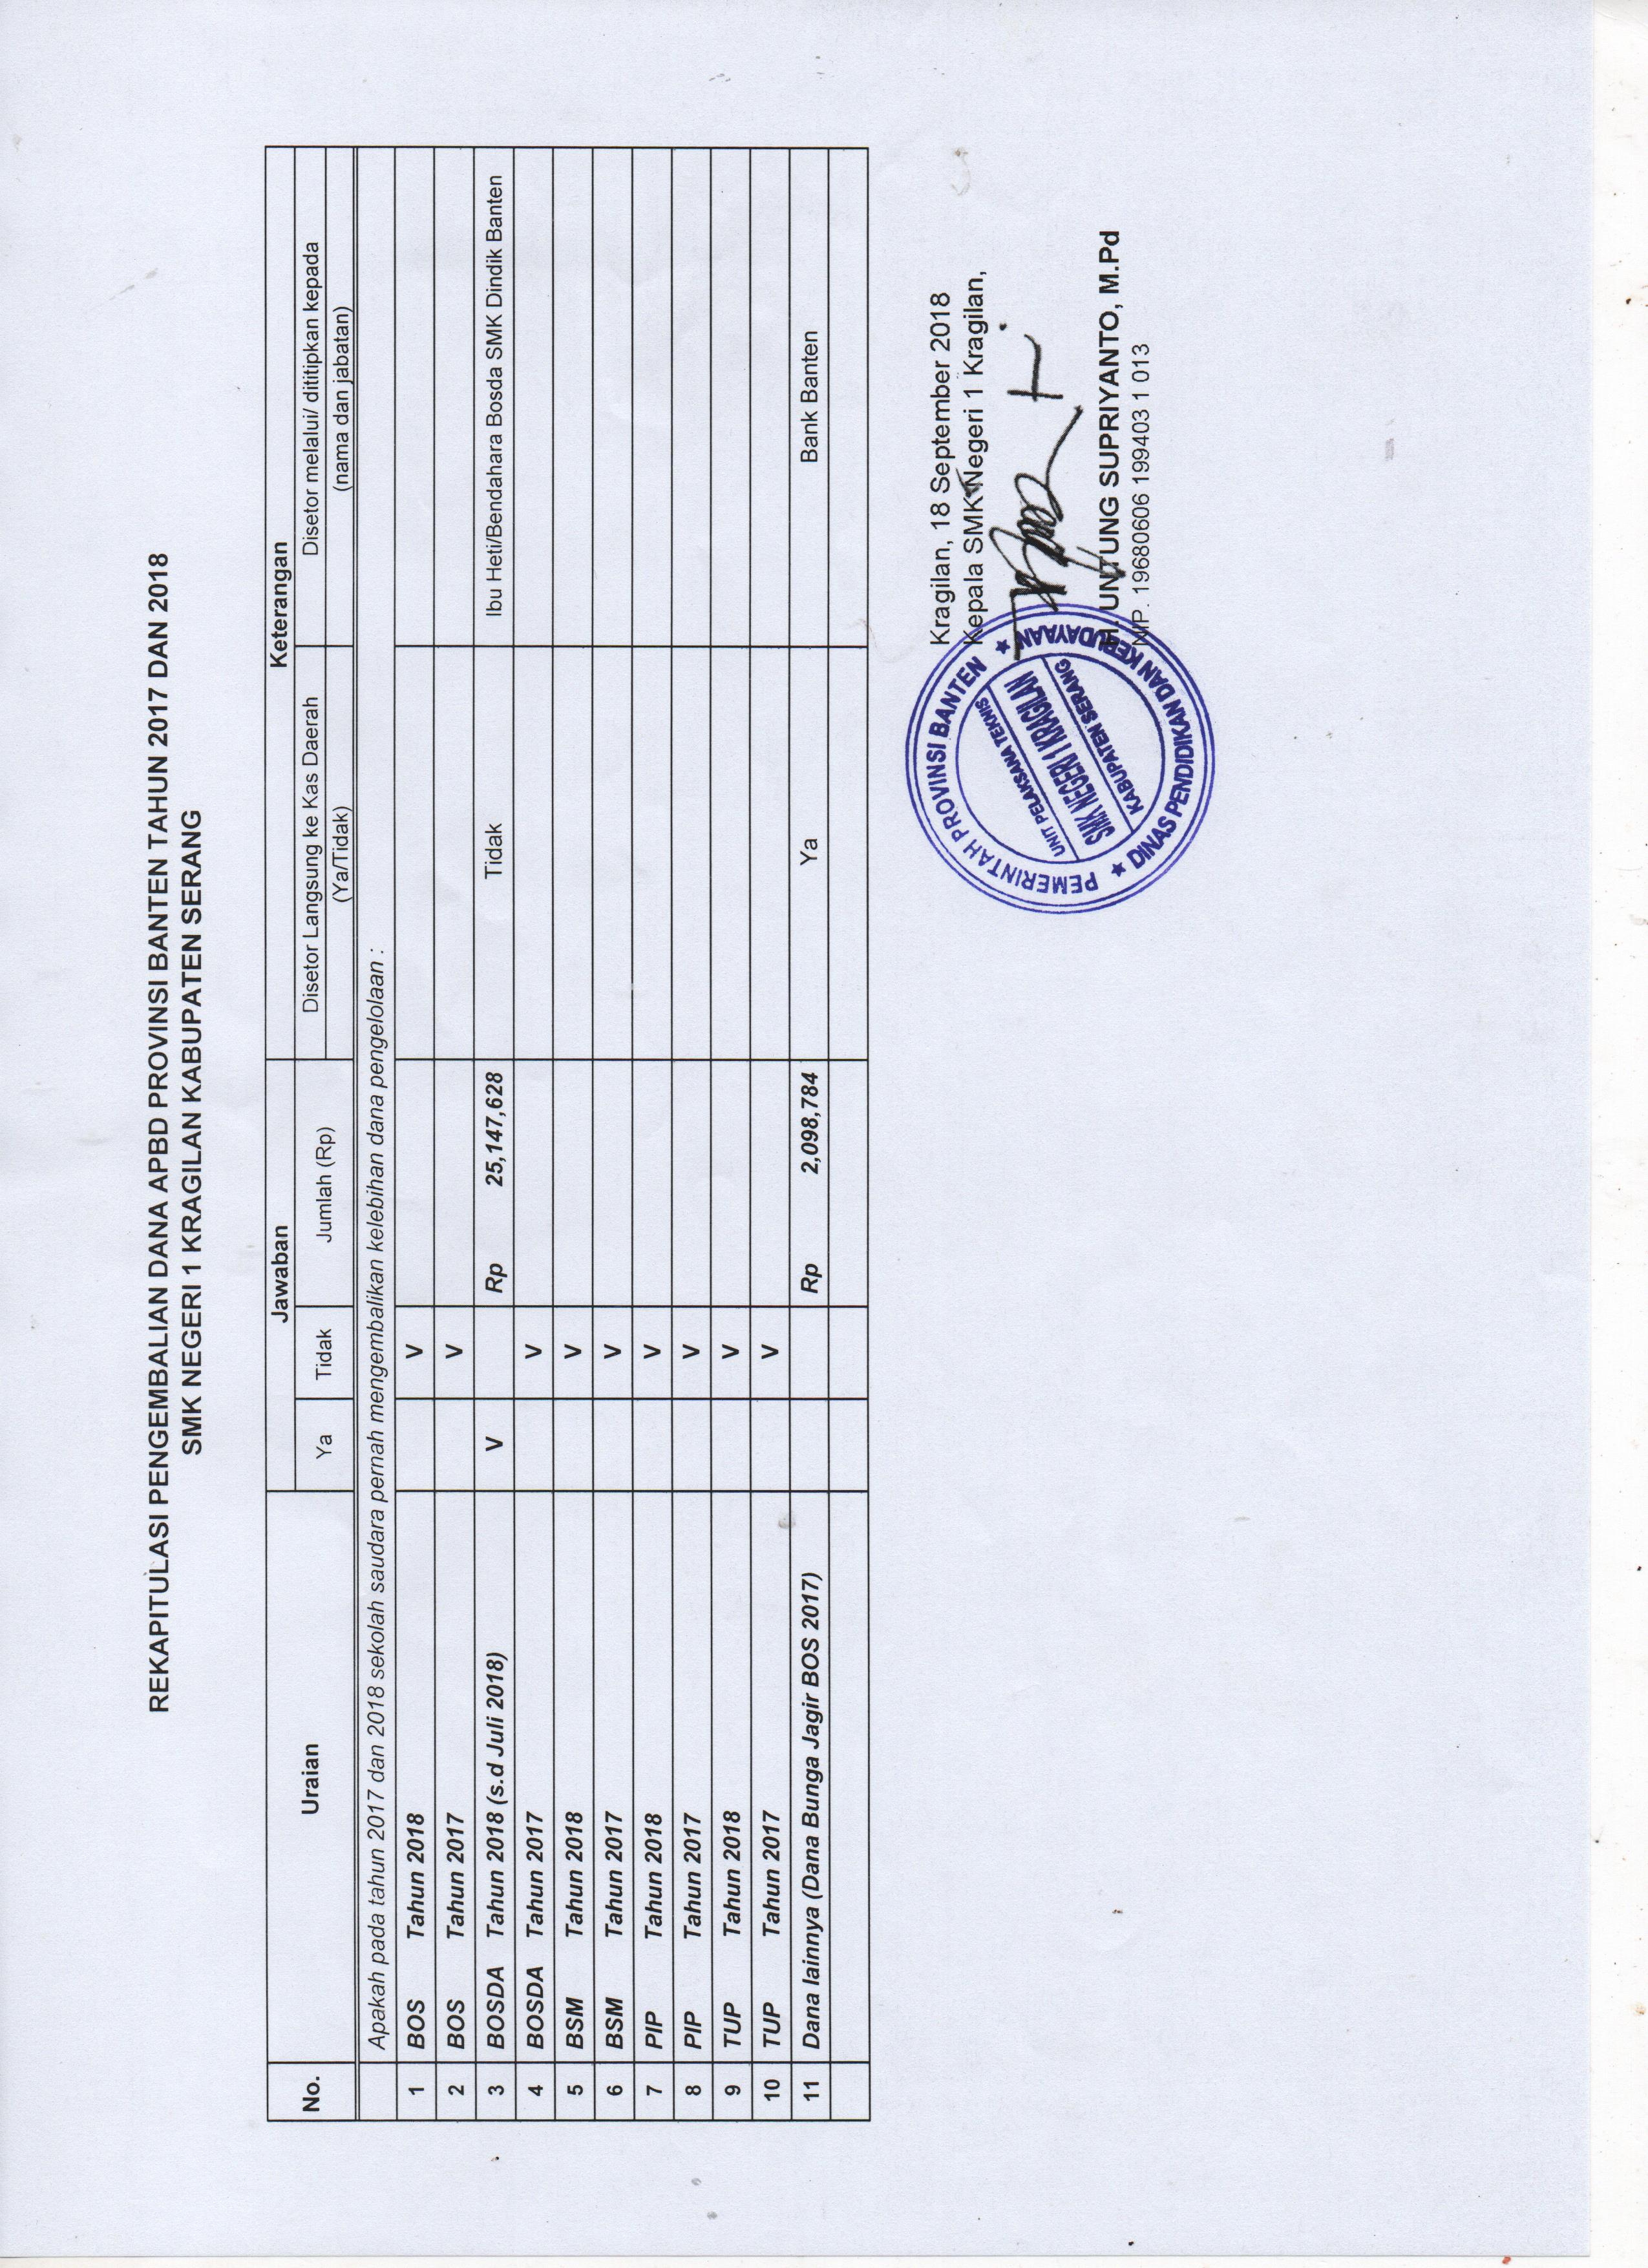 REKAPITULASI PENGEMBALIAN DANA APBD PROVINSI BANTEN TAHUN 2017 DAN 2018
SMK NEGERI 1 KRAGILAN KABUPATEN SERANG
No. Uraian Jawaban Keterangan
Ya Tidak Jumlah (Rp) Disetor Langsung ke Kas Daerah Disetor melalui/ dititipkan kepada
(Ya/Tidak) (nama dan jabatan)
Apakah pada tahun 2017 dan 2018 sekolah saudara pernah mengembalikan kelebihan dana pengelolaan :
1 BOS Tahun 2018 V
2 BOS Tahun 2017 V
3 BOSDA Tahun 2018 (s.d Juli 2018) V Rp 25,147,628 Tidak Ibu Heti/Bendahara Bosda SMK Dindik Banten
4 BOSDA Tahun 2017 V
5 BSM Tahun 2018 V
6 BSM Tahun 2017 V
7 PIP Tahun 2018 V
8 PIP Tahun 2017 V
9 TUP Tahun 2018 V
10 TUP Tahun 2017 V
11 Dana lainnya (Dana Bunga Jagir BOS 2017) Rp 2,098,784 Ya Bank Banten
Kragilan, 18 September 2018
Kepala SMK Negeri 1 Kragilan,
PEMERINTAH PROVINSI BANTEN
UNIT PELAKSANA TEKNIS
SMK NEGERI 1 KRAGILAN
KABUPATEN SERANG
★ DINAS PENDIDIKAN DAN KEBUDAYAAN ★
H. UNTUNG SUPRIYANTO, M.Pd
NIP. 19680606 199403 1 013